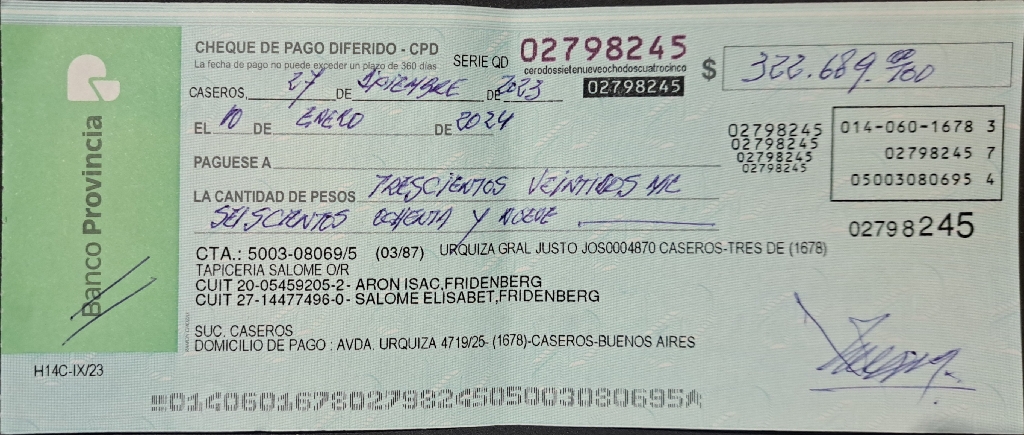 Banco Provincia
CHEQUE DE PAGO DIFERIDO - CPD
La fecha de pago no puede exceder un plazo de 360 días
SERIE QD 02798245
cerodossietenueveochodoscuatrocinco
02798245
$ 322.689.00/100
CASEROS, 27 DE DICIEMBRE DE 2023
EL 10 DE ENERO DE 2024
PAGUESE A
LA CANTIDAD DE PESOS TRESCIENTOS VEINTIDOS MIL
SEISCIENTOS OCHENTA Y NUEVE
02798245
02798245
02798245
02798245
014-060-1678 3
02798245 7
05003080695 4
02798245
CTA.: 5003-08069/5 (03/87) URQUIZA GRAL JUSTO JOS0004870 CASEROS-TRES DE (1678)
TAPICERIA SALOME O/R
CUIT 20-05459205-2- ARON ISAC,FRIDENBERG
CUIT 27-14477496-0- SALOME ELISABET,FRIDENBERG
SUC. CASEROS
DOMICILIO DE PAGO : AVDA. URQUIZA 4719/25- (1678)-CASEROS-BUENOS AIRES
H14C-IX/23
01406016780279824505003080695